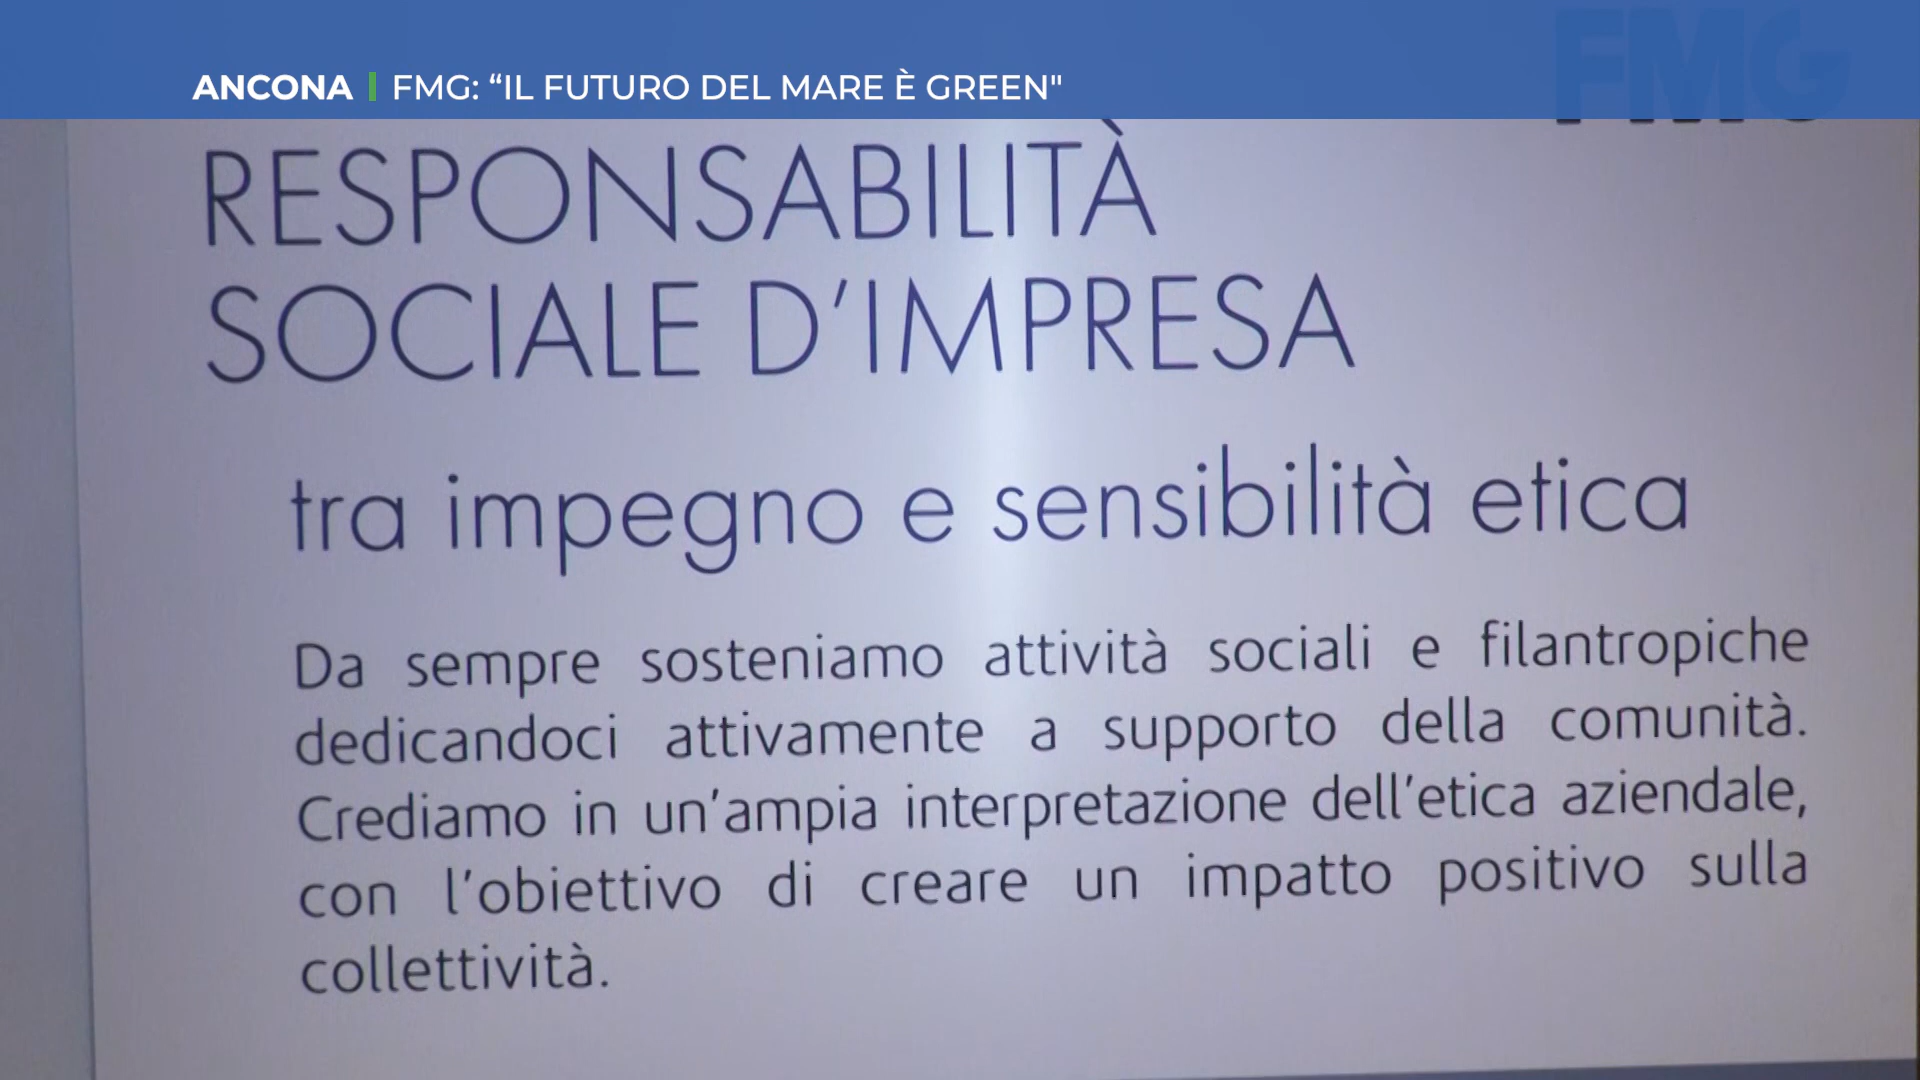 FMG
ANCONA | FMG: “IL FUTURO DEL MARE È GREEN"
RESPONSABILITÀ
SOCIALE D’IMPRESA
tra impegno e sensibilità etica
Da sempre sosteniamo attività sociali e filantropiche
dedicandoci attivamente a supporto della comunità.
Crediamo in un’ampia interpretazione dell’etica aziendale,
con l’obiettivo di creare un impatto positivo sulla
collettività.